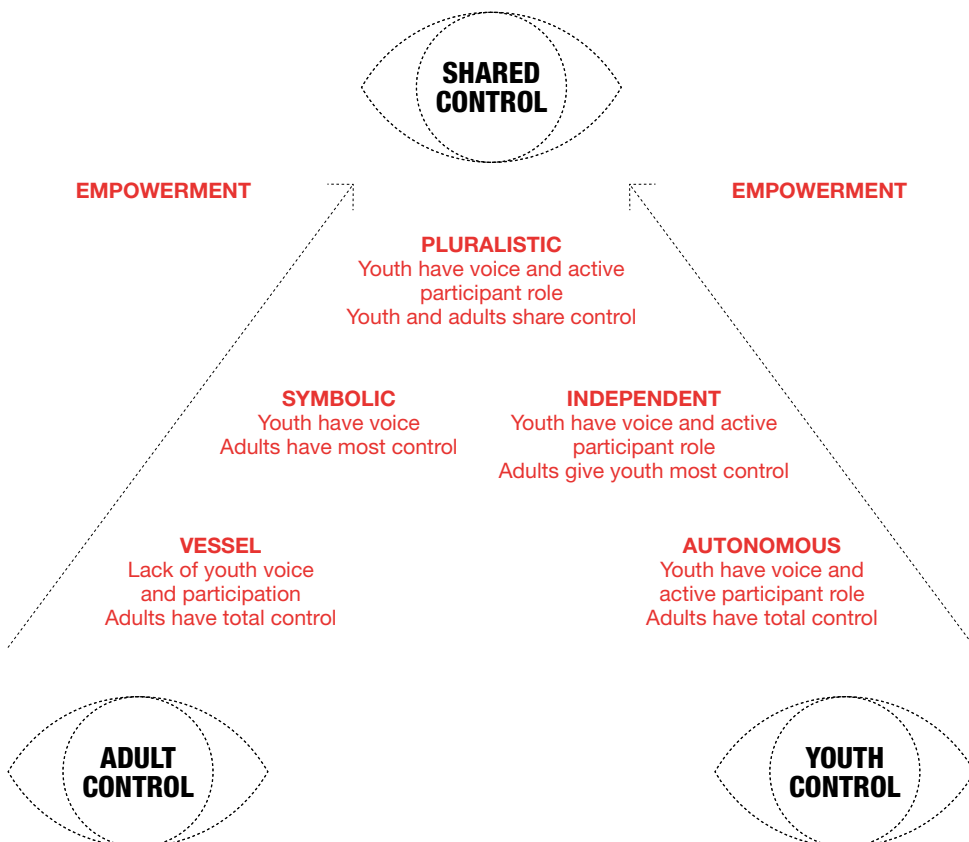 SHARED
CONTROL
EMPOWERMENT
EMPOWERMENT
PLURALISTIC
Youth have voice and active
participant role
Youth and adults share control
SYMBOLIC
Youth have voice
Adults have most control
INDEPENDENT
Youth have voice and active
participant role
Adults give youth most control
VESSEL
Lack of youth voice
and participation
Adults have total control
AUTONOMOUS
Youth have voice and
active participant role
Adults have total control
ADULT
CONTROL
YOUTH
CONTROL